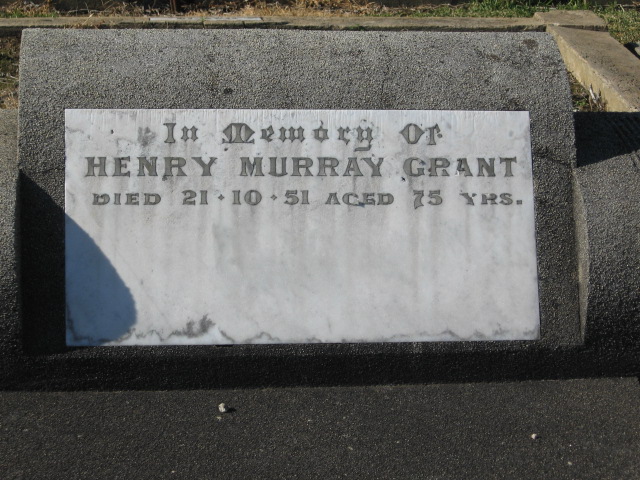 In Memory Of
HENRY MURRAY GRANT
DIED 21·10·51 AGED 75 YRS.